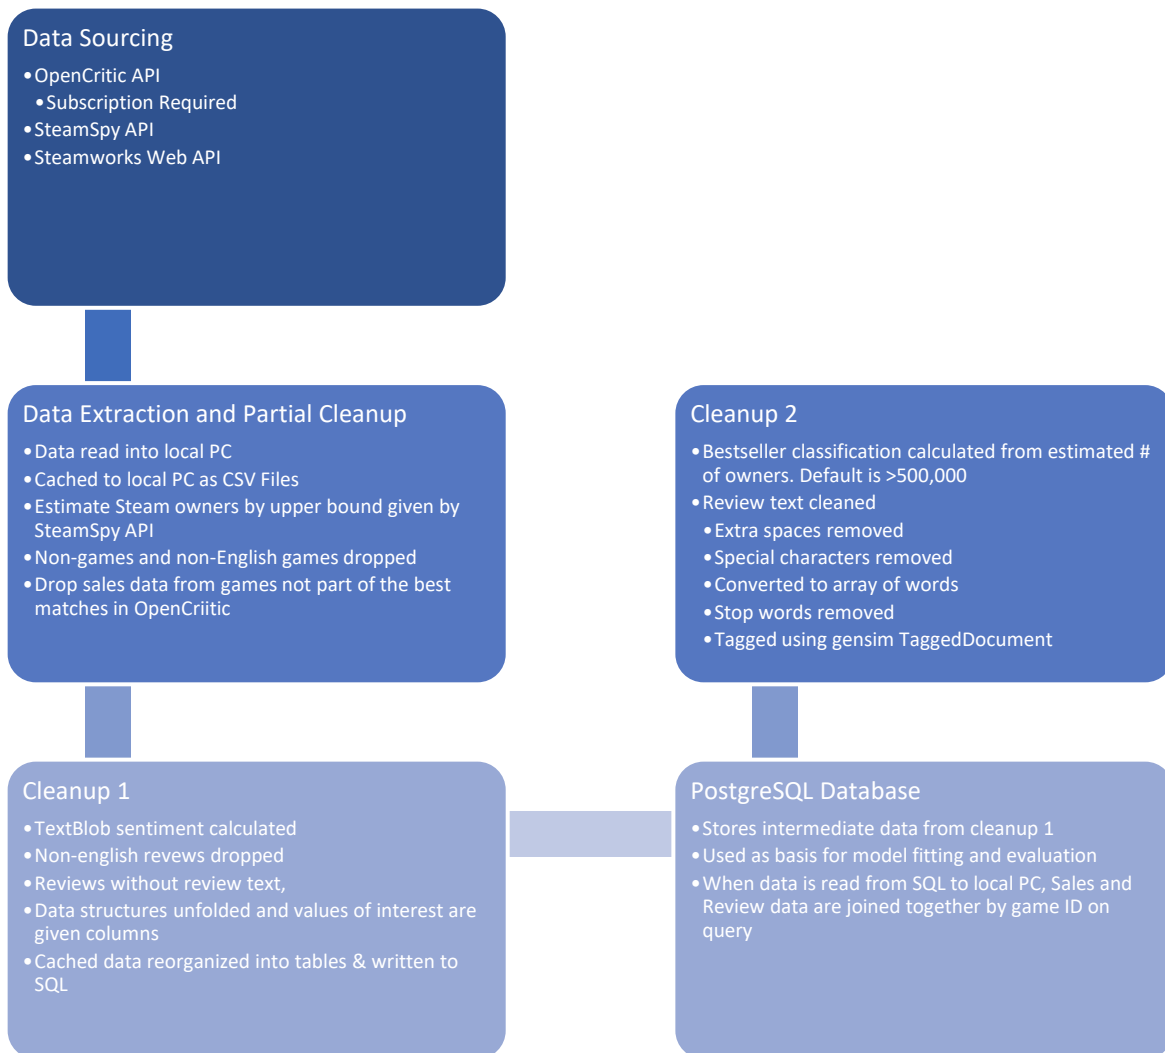 Data Sourcing
•OpenCritic API
•Subscription Required
•SteamSpy API
•Steamworks Web API
Data Extraction and Partial Cleanup
•Data read into local PC
•Cached to local PC as CSV Files
•Estimate Steam owners by upper bound given by
SteamSpy API
•Non-games and non-English games dropped
•Drop sales data from games not part of the best
matches in OpenCriitic
Cleanup 1
•TextBlob sentiment calculated
•Non-english revews dropped
•Reviews without review text,
•Data structures unfolded and values of interest are
given columns
•Cached data reorganized into tables & written to
SQL
PostgreSQL Database
•Stores intermediate data from cleanup 1
•Used as basis for model fitting and evaluation
•When data is read from SQL to local PC, Sales and
Review data are joined together by game ID on
query
Cleanup 2
•Bestseller classification calculated from estimated #
of owners. Default is >500,000
•Review text cleaned
•Extra spaces removed
•Special characters removed
•Converted to array of words
•Stop words removed
•Tagged using gensim TaggedDocument